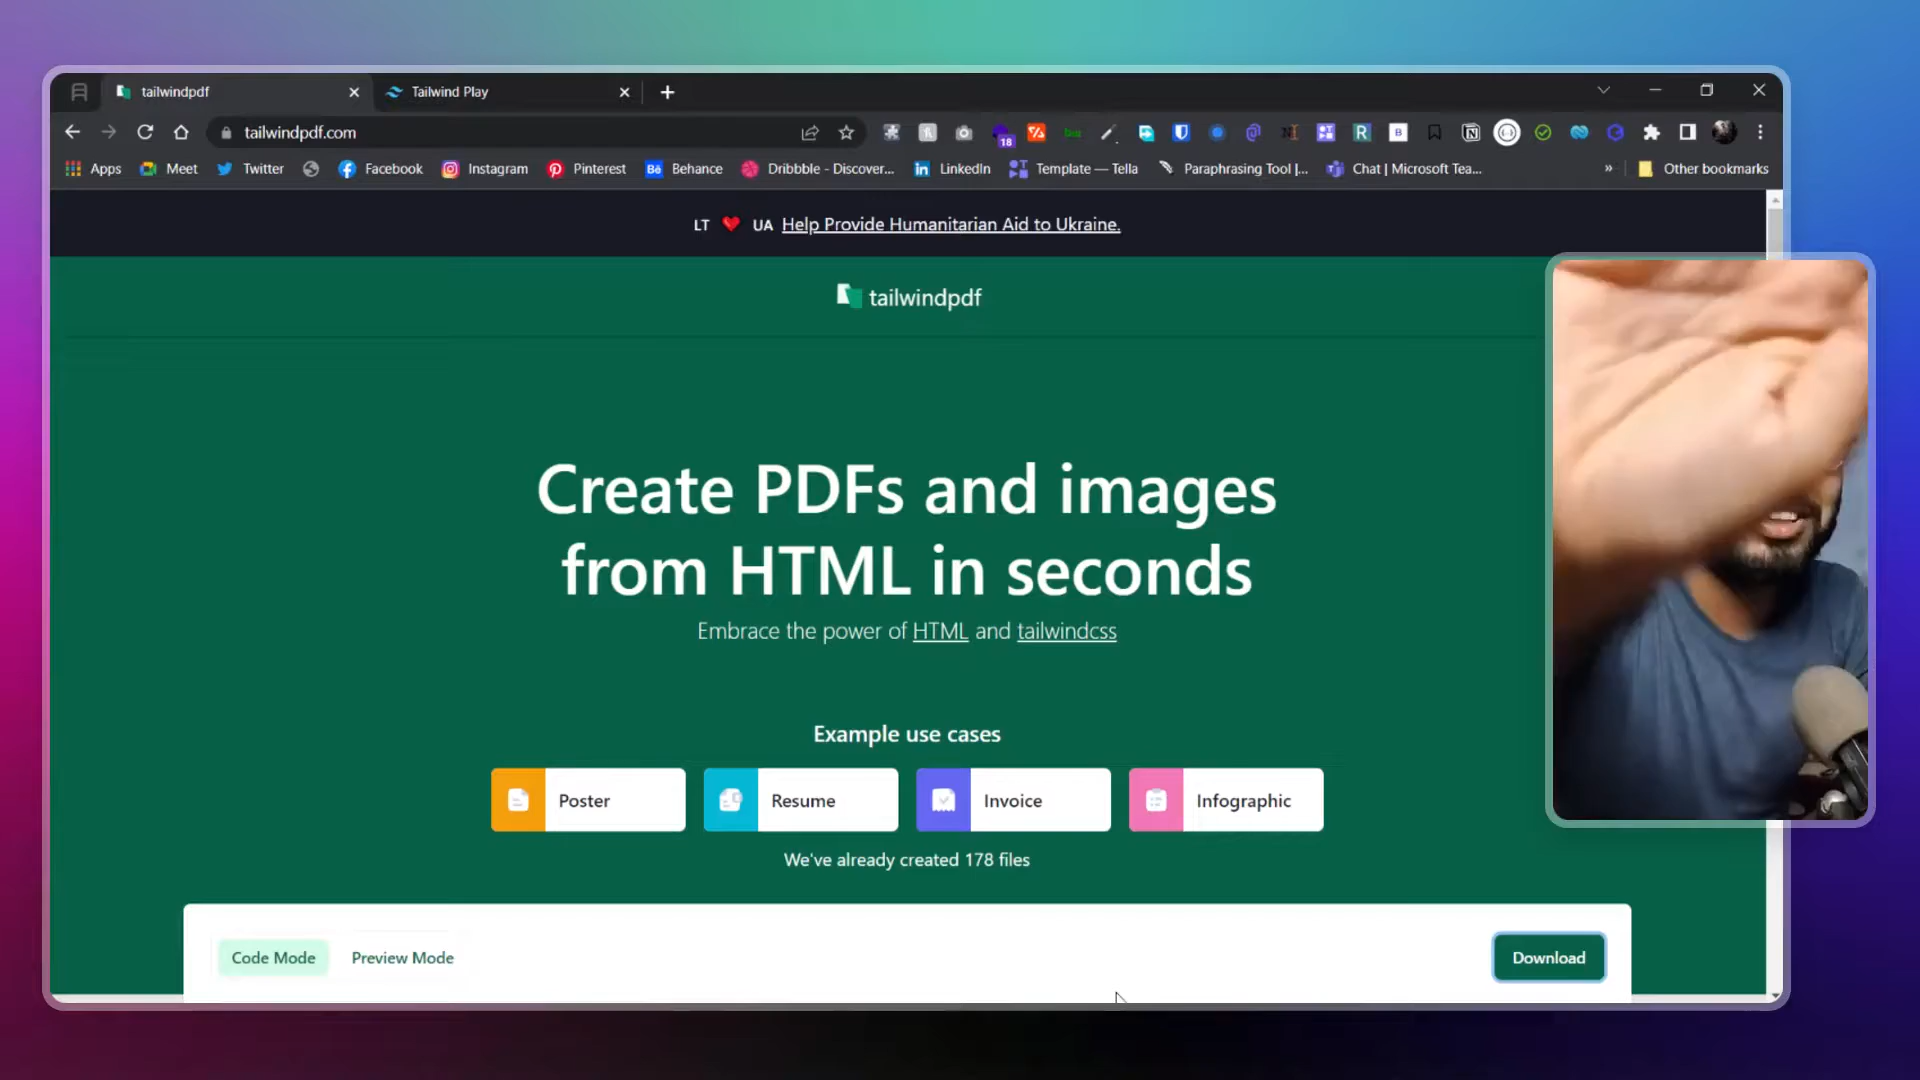 tailwindpdf
Tailwind Play
tailwindpdf.com
18
Apps
Meet
Twitter
Facebook
Instagram
Pinterest
Behance
Dribbble - Discover...
LinkedIn
Template — Tella
Paraphrasing Tool |...
Chat | Microsoft Tea...
»
Other bookmarks
LT ❤️ UA Help Provide Humanitarian Aid to Ukraine.
tailwindpdf
Create PDFs and images
from HTML in seconds
Embrace the power of HTML and tailwindcss
Example use cases
Poster
Resume
Invoice
Infographic
We've already created 178 files
Code Mode
Preview Mode
Download